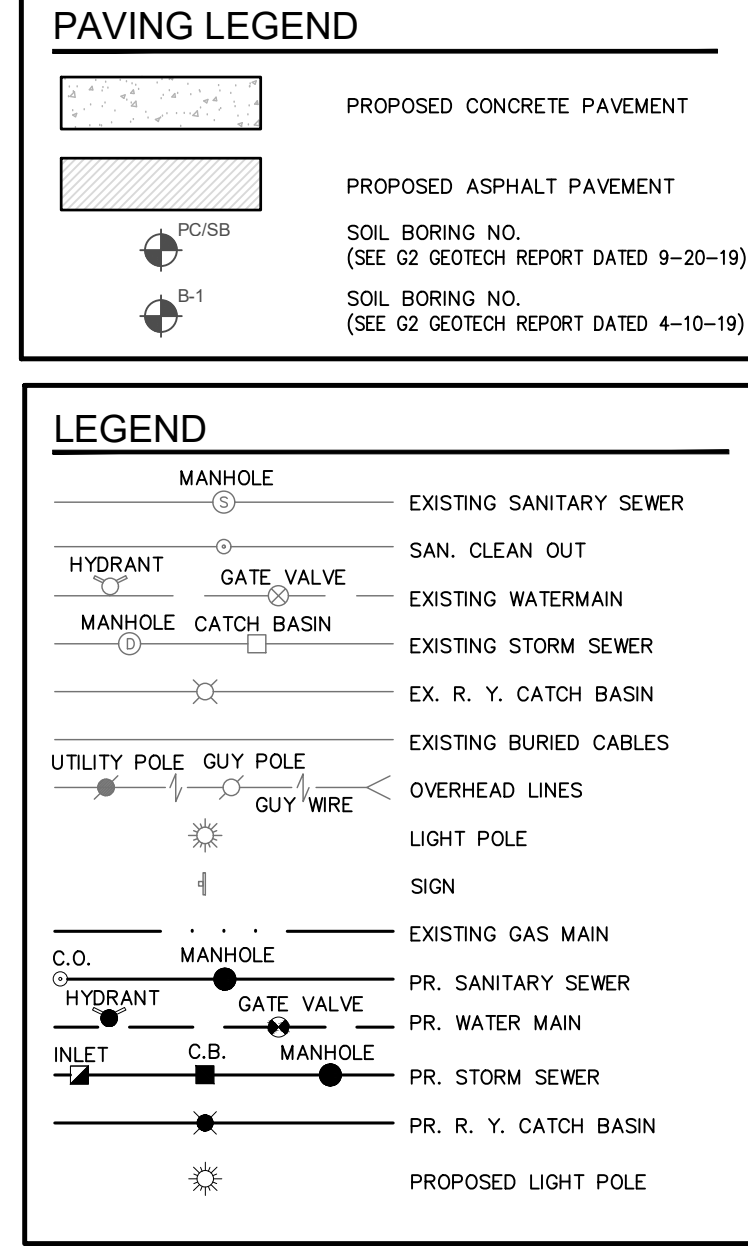 PAVING LEGEND
PROPOSED CONCRETE PAVEMENT
PROPOSED ASPHALT PAVEMENT
PC/SB
SOIL BORING NO.
(SEE G2 GEOTECH REPORT DATED 9-20-19)
B-1
SOIL BORING NO.
(SEE G2 GEOTECH REPORT DATED 4-10-19)
LEGEND
MANHOLE
S
EXISTING SANITARY SEWER
SAN. CLEAN OUT
HYDRANT
GATE VALVE
EXISTING WATERMAIN
MANHOLE
CATCH BASIN
D
EXISTING STORM SEWER
EX. R. Y. CATCH BASIN
EXISTING BURIED CABLES
UTILITY POLE
GUY POLE
GUY WIRE
OVERHEAD LINES
LIGHT POLE
SIGN
EXISTING GAS MAIN
C.O.
MANHOLE
PR. SANITARY SEWER
HYDRANT
GATE VALVE
PR. WATER MAIN
INLET
C.B.
MANHOLE
PR. STORM SEWER
PR. R. Y. CATCH BASIN
PROPOSED LIGHT POLE